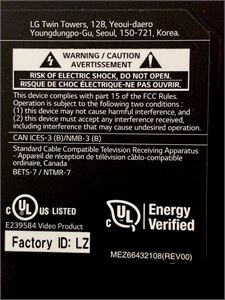 LG Twin Towers, 128, Yeoui-daero
Youngdungpo-Gu, Seoul, 150-721, Korea.
WARNING / CAUTION
AVERTISSEMENT
RISK OF ELECTRIC SHOCK, DO NOT OPEN.
RISQUE DE CHOC ÉLECTRIQUE-NE PAS OUVRIR.
This device complies with part 15 of the FCC Rules.
Operation is subject to the following two conditions :
(1) this device may not cause harmful interference, and
(2) this device must accept any interference received,
including interference that may cause undesired operation.
CAN ICES-3 (B)/NMB-3 (B)
Standard Cable Compatible Television Receiving Apparatus
- Appareil de réception de télévision câblo-compatible
ordinaire, Canada
BETS-7 / NTMR-7
C UL US LISTED
E239584 Video Product
UL Energy
Verified
Factory ID: LZ
MEZ66432108(REV00)